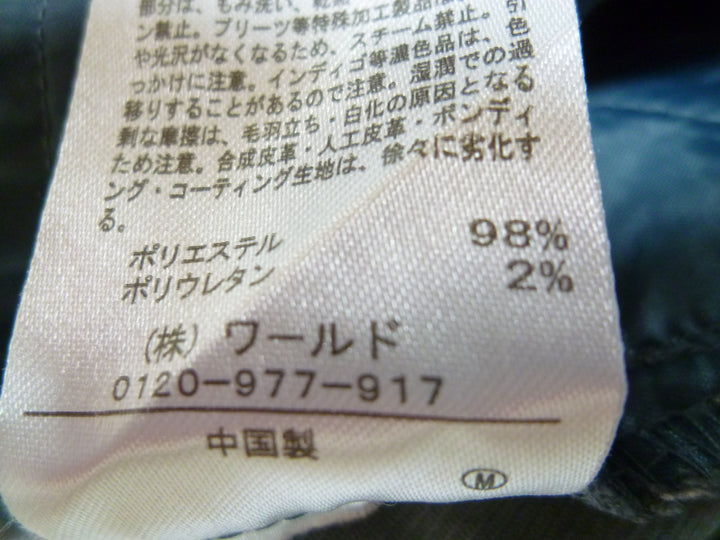 部分は、もみ洗い、乾
ン禁止。プリーツ等特殊加工製品は
や光沢がなくなるため、スチーム禁止。引
っかけに注意。インディゴ等濃色品は、色
移りすることがあるので注意。湿潤での過
剰な摩擦は、毛羽立ち・白化の原因となる
ため注意。合成皮革・人工皮革・ボンディ
ング・コーティング生地は、徐々に劣化す
る。
ポリエステル 98%
ポリウレタン 2%
(株) ワールド
0120-977-917
中国製
M